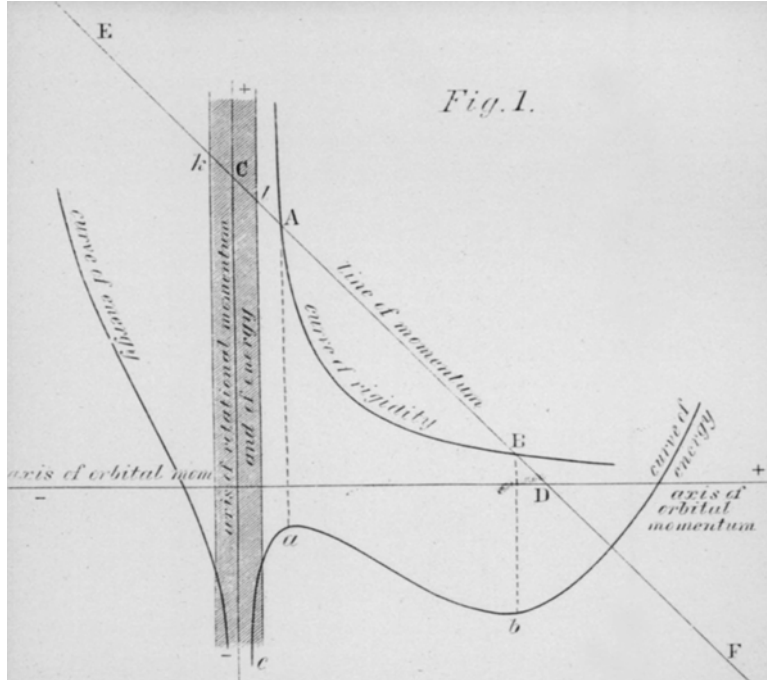 E
+
Fig. 1.
k
C
l
A
curve of energy
axis of rotational momentum
and of energy
Line of momentum
curve of rigidity
B
curve of
energy
axis of orbital mom
+
-
D
axis of
orbital
momentum
a
b
-
c
F